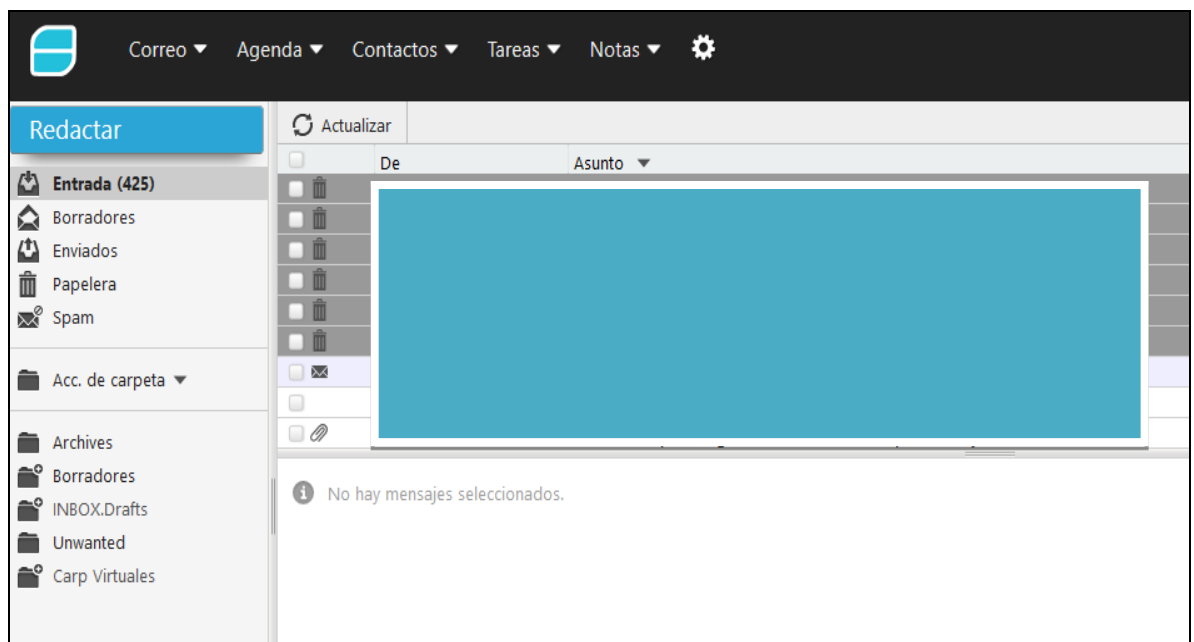 Correo Agenda Contactos Tareas Notas
Redactar
Actualizar
De Asunto
Entrada (425)
Borradores
Enviados
Papelera
Spam
Acc. de carpeta
Archives
Borradores
INBOX.Drafts
Unwanted
Carp Virtuales
No hay mensajes seleccionados.